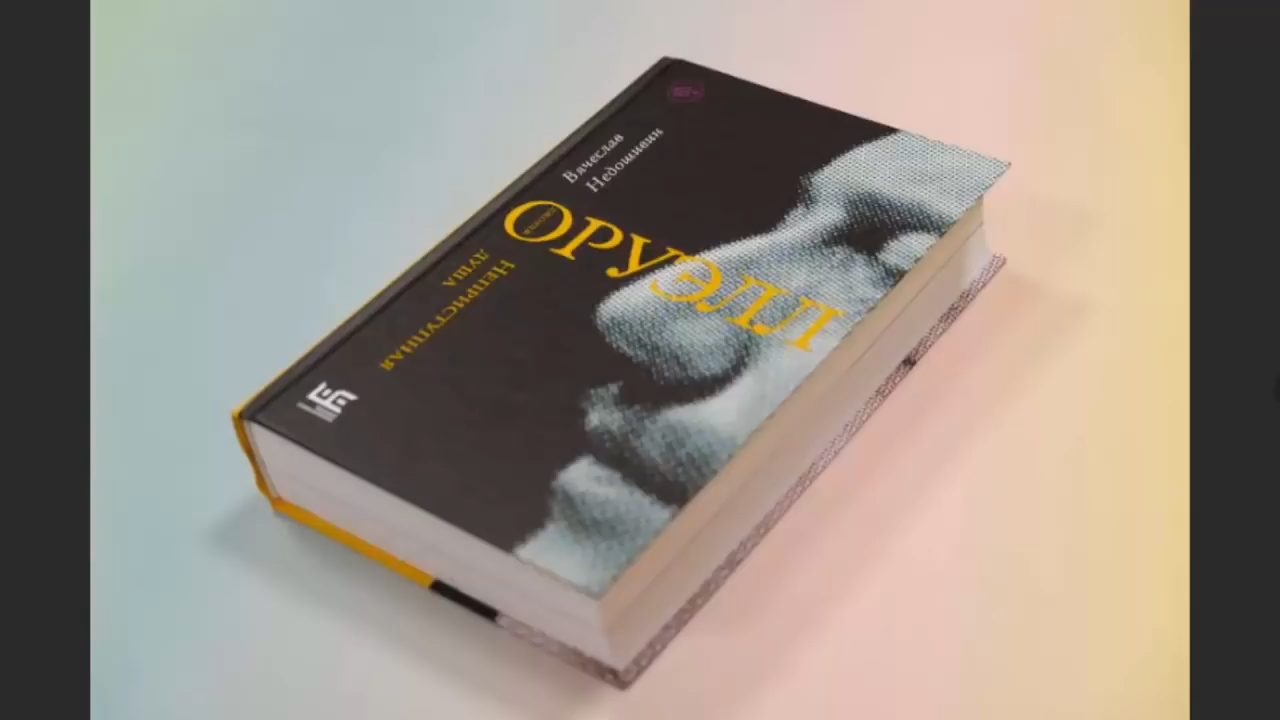 Вячеслав
Недошивин
ОРУЭЛЛ
Неприступная
душа